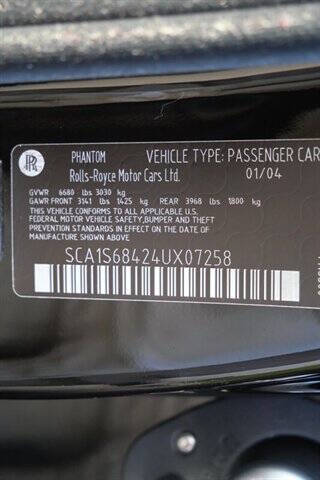 PHANTOM VEHICLE TYPE: PASSENGER CAR
Rolls-Royce Motor Cars Ltd. 01/04
GVWR 6680 lbs 3030 kg
GAWR FRONT 3141 lbs 1425 kg REAR 3968 lbs 1800 kg
THIS VEHICLE CONFORMS TO ALL APPLICABLE U.S.
FEDERAL MOTOR VEHICLE SAFETY,BUMPER,AND THEFT
PREVENTION STANDARDS IN EFFECT ON THE DATE OF
MANUFACTURE SHOWN ABOVE.
SCA1S68424UX07258